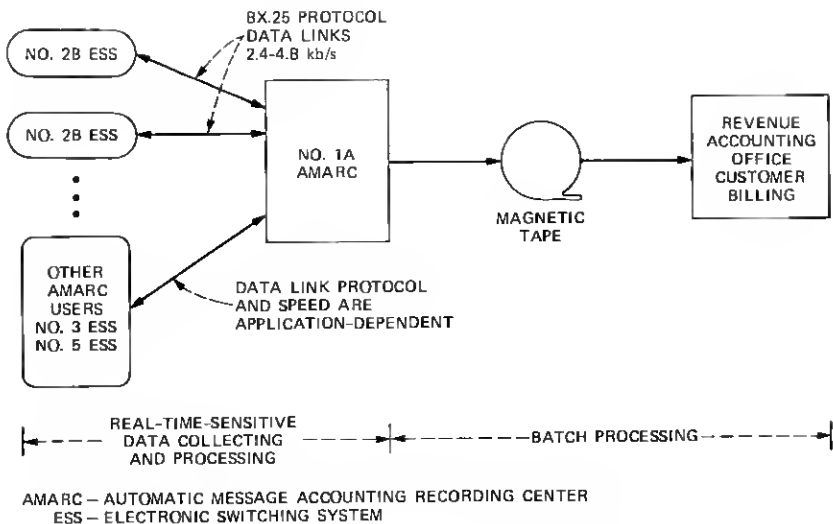 BX.25 PROTOCOL
DATA LINKS
2.4-4.8 kb/s
NO. 2B ESS
NO. 2B ESS
NO. 1A
AMARC
MAGNETIC
TAPE
REVENUE
ACCOUNTING
OFFICE
CUSTOMER
BILLING
OTHER
AMARC
USERS
NO. 3 ESS
NO. 5 ESS
DATA LINK PROTOCOL
AND SPEED ARE
APPLICATION-DEPENDENT
REAL-TIME-SENSITIVE
DATA COLLECTING
AND PROCESSING
BATCH PROCESSING
AMARC – AUTOMATIC MESSAGE ACCOUNTING RECORDING CENTER
ESS – ELECTRONIC SWITCHING SYSTEM